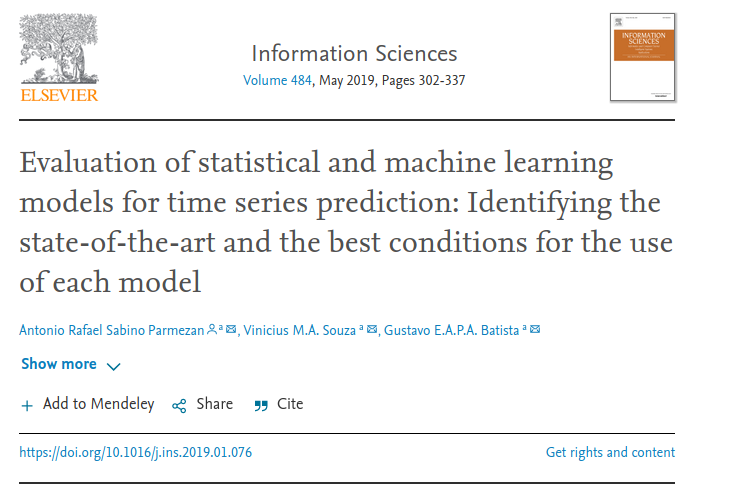 ELSEVIER
Information Sciences
Volume 484, May 2019, Pages 302-337
INFORMATION
SCIENCES
Evaluation of statistical and machine learning
models for time series prediction: Identifying the
state-of-the-art and the best conditions for the use
of each model
Antonio Rafael Sabino Parmezan a, Vinicius M.A. Souza a, Gustavo E.A.P.A. Batista a
Show more
Add to Mendeley Share Cite
https://doi.org/10.1016/j.ins.2019.01.076 Get rights and content